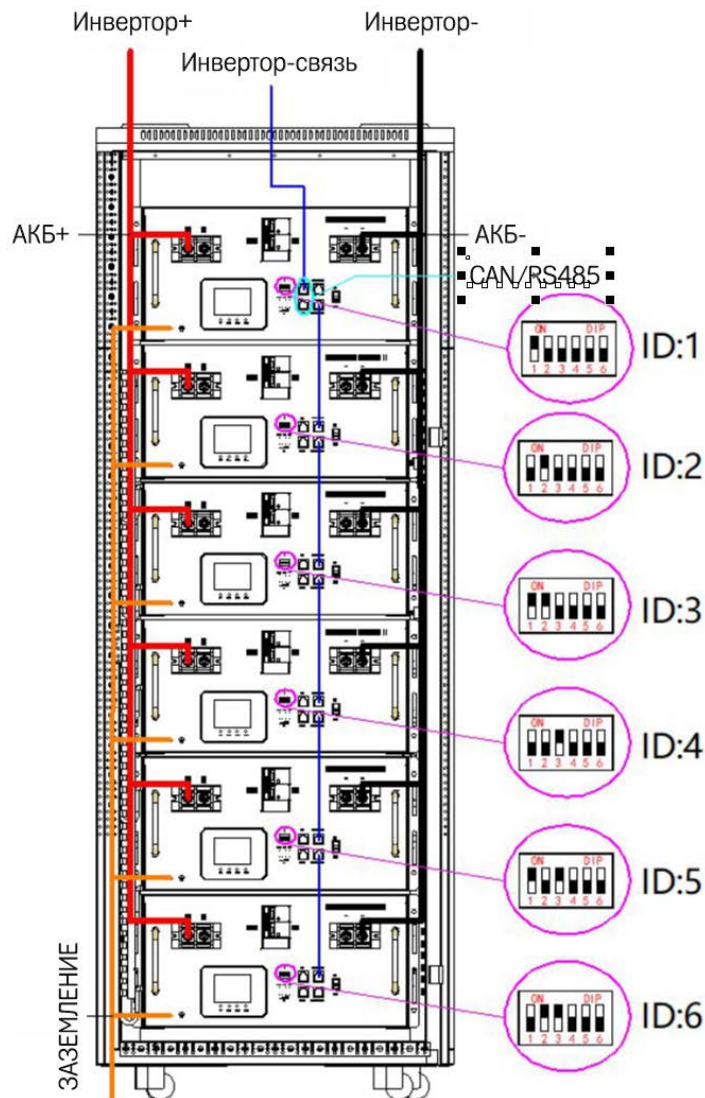 Инвертор+
Инвертор-
Инвертор-связь
АКБ+
АКБ-
CAN/RS485
ON DIP
1 2 3 4 5 6
ID:1
ON DIP
1 2 3 4 5 6
ID:2
ON DIP
1 2 3 4 5 6
ID:3
ON DIP
1 2 3 4 5 6
ID:4
ON DIP
1 2 3 4 5 6
ID:5
ON DIP
1 2 3 4 5 6
ID:6
ЗАЗЕМЛЕНИЕ